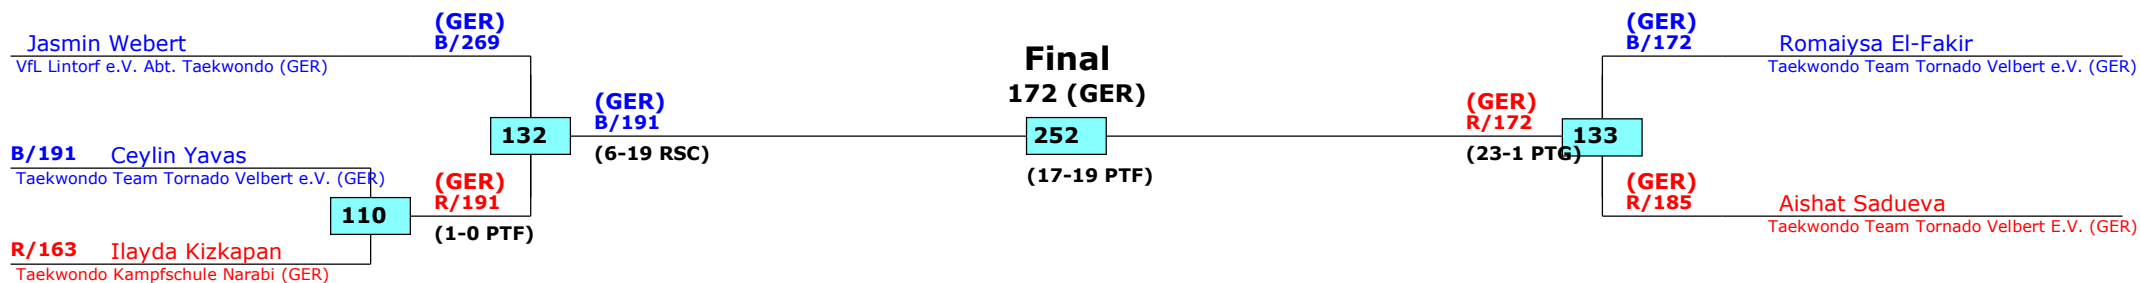 Jasmin Webert
VfL Lintorf e.V. Abt. Taekwondo (GER)
(GER)
B/269
B/191 Ceylin Yavas
Taekwondo Team Tornado Velbert e.V. (GER)
110
R/163 Ilayda Kizkapan
Taekwondo Kampfschule Narabi (GER)
(GER)
R/191
(1-0 PTF)
132
(GER)
B/191
(6-19 RSC)
Final
172 (GER)
252
(17-19 PTF)
(GER)
R/172
(23-1 PTG)
133
(GER)
B/172
Romaiysa El-Fakir
Taekwondo Team Tornado Velbert e.V. (GER)
(GER)
R/185
Aishat Sadueva
Taekwondo Team Tornado Velbert E.V. (GER)